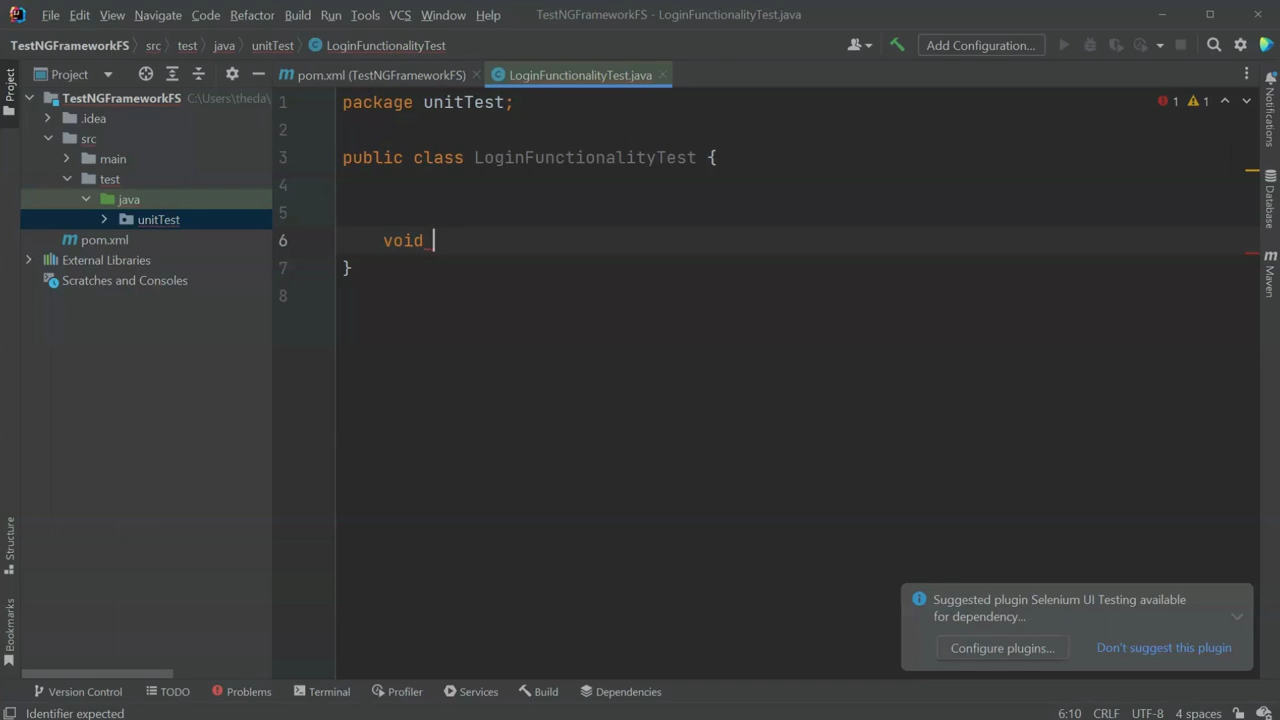 File Edit View Navigate Code Refactor Build Run Tools VCS Window Help TestNGFrameworkFS - LoginFunctionalityTest.java
TestNGFrameworkFS src test java unitTest LoginFunctionalityTest Add Configuration...
Project pom.xml (TestNGFrameworkFS) LoginFunctionalityTest.java
Project
TestNGFrameworkFS C:\Users\theda\
.idea
src
main
test
java
unitTest
pom.xml
External Libraries
Scratches and Consoles
1 package unitTest; 1 1
2
3 public class LoginFunctionalityTest {
4
5
6 void
7 }
8
Notifications
Database
Maven
Structure
Bookmarks
Suggested plugin Selenium UI Testing available
for dependency...
Configure plugins... Don't suggest this plugin
Version Control TODO Problems Terminal Profiler Services Build Dependencies
Identifier expected 6:10 CRLF UTF-8 4 spaces